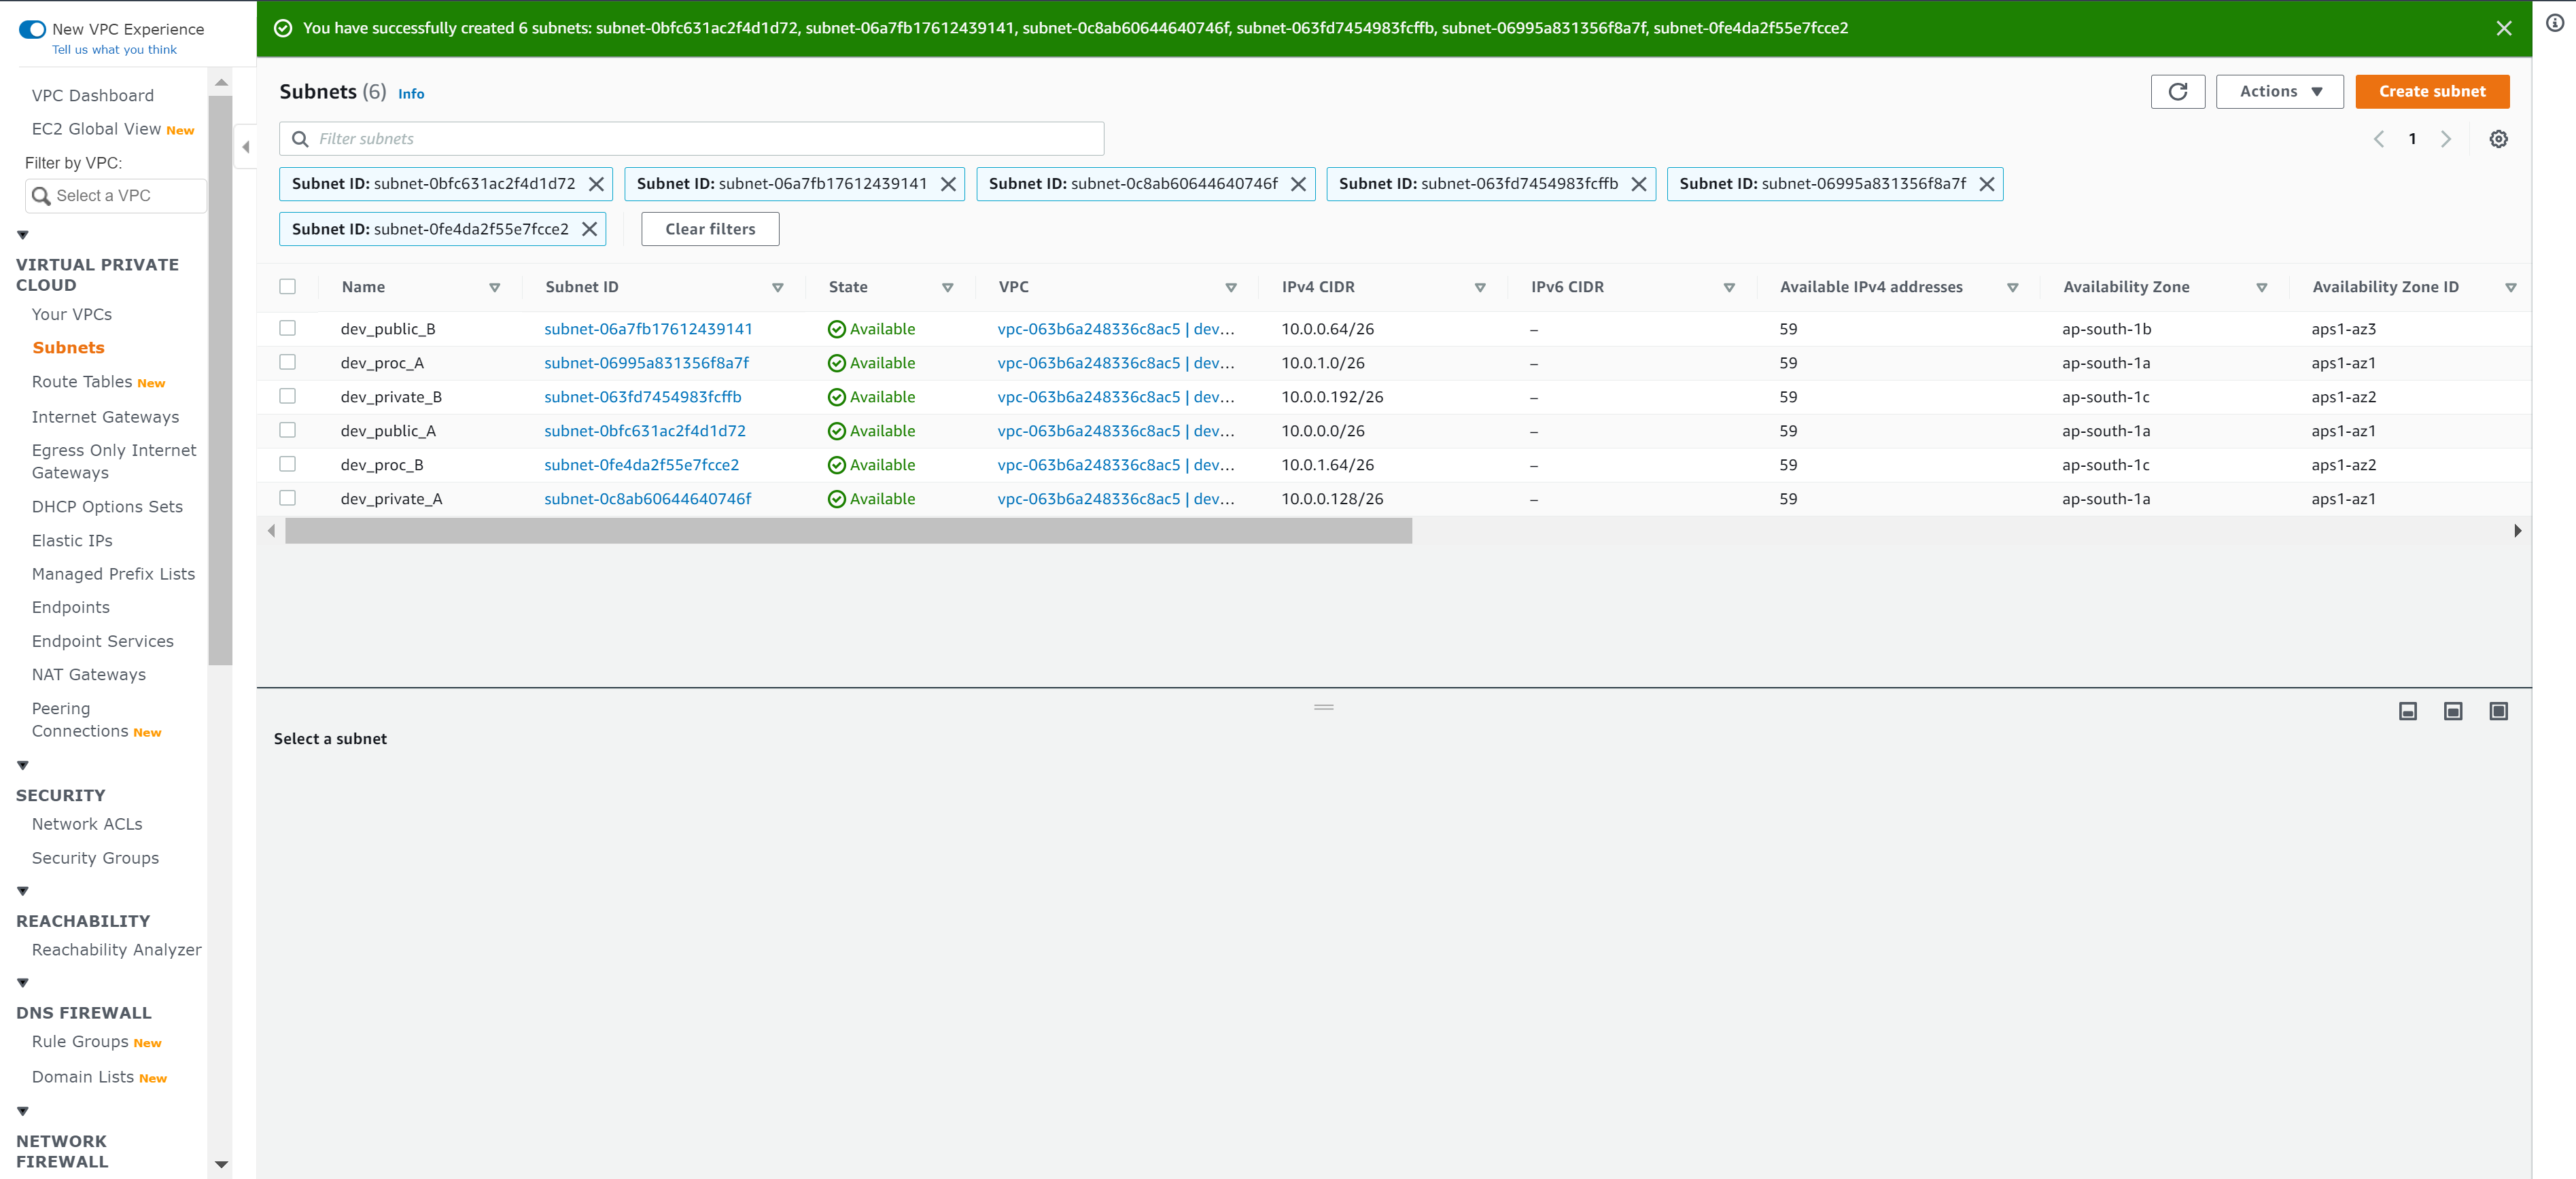 New VPC Experience
Tell us what you think
You have successfully created 6 subnets: subnet-0bfc631ac2f4d1d72, subnet-06a7fb17612439141, subnet-0c8ab60644640746f, subnet-063fd7454983fcffb, subnet-06995a831356f8a7f, subnet-0fe4da2f55e7fcce2
VPC Dashboard
EC2 Global View New
Filter by VPC:
Select a VPC
VIRTUAL PRIVATE
CLOUD
Your VPCs
Subnets
Route Tables New
Internet Gateways
Egress Only Internet
Gateways
DHCP Options Sets
Elastic IPs
Managed Prefix Lists
Endpoints
Endpoint Services
NAT Gateways
Peering
Connections New
SECURITY
Network ACLs
Security Groups
REACHABILITY
Reachability Analyzer
DNS FIREWALL
Rule Groups New
Domain Lists New
NETWORK
FIREWALL
Subnets (6) Info
Actions
Create subnet
Filter subnets
1
Subnet ID: subnet-0bfc631ac2f4d1d72 Subnet ID: subnet-06a7fb17612439141 Subnet ID: subnet-0c8ab60644640746f Subnet ID: subnet-063fd7454983fcffb Subnet ID: subnet-06995a831356f8a7f
Subnet ID: subnet-0fe4da2f55e7fcce2 Clear filters
Name Subnet ID State VPC IPv4 CIDR IPv6 CIDR Available IPv4 addresses Availability Zone Availability Zone ID
dev_public_B subnet-06a7fb17612439141 Available vpc-063b6a248336c8ac5 | dev... 10.0.0.64/26 – 59 ap-south-1b aps1-az3
dev_proc_A subnet-06995a831356f8a7f Available vpc-063b6a248336c8ac5 | dev... 10.0.1.0/26 – 59 ap-south-1a aps1-az1
dev_private_B subnet-063fd7454983fcffb Available vpc-063b6a248336c8ac5 | dev... 10.0.0.192/26 – 59 ap-south-1c aps1-az2
dev_public_A subnet-0bfc631ac2f4d1d72 Available vpc-063b6a248336c8ac5 | dev... 10.0.0.0/26 – 59 ap-south-1a aps1-az1
dev_proc_B subnet-0fe4da2f55e7fcce2 Available vpc-063b6a248336c8ac5 | dev... 10.0.1.64/26 – 59 ap-south-1c aps1-az2
dev_private_A subnet-0c8ab60644640746f Available vpc-063b6a248336c8ac5 | dev... 10.0.0.128/26 – 59 ap-south-1a aps1-az1
Select a subnet